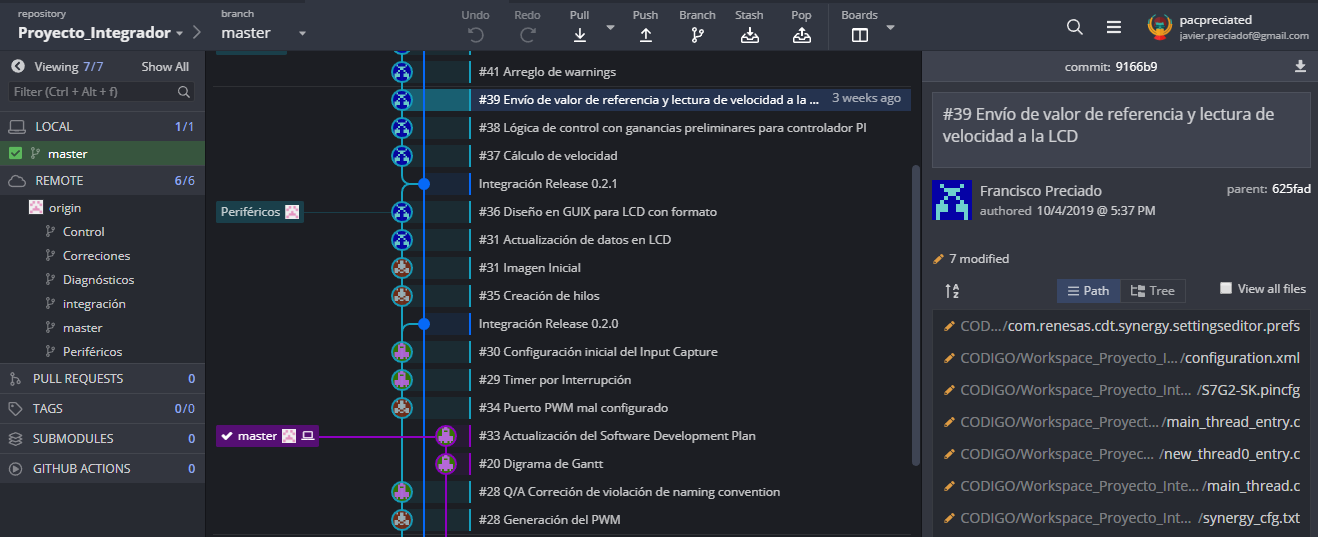 repository
Proyecto_Integrador
branch
master
Undo
Redo
Pull
Push
Branch
Stash
Pop
Boards
pacpreciated
javier.preciadof@gmail.com
Viewing 7/7
Show All
Filter (Ctrl + Alt + f)
LOCAL 1/1
master
REMOTE 6/6
origin
Control
Correciones
Diagnósticos
integración
master
Periféricos
PULL REQUESTS 0
TAGS 0/0
SUBMODULES 0
GITHUB ACTIONS 0
#41 Arreglo de warnings
#39 Envío de valor de referencia y lectura de velocidad a la ... 3 weeks ago
#38 Lógica de control con ganancias preliminares para controlador PI
#37 Cálculo de velocidad
Integración Release 0.2.1
Periféricos
#36 Diseño en GUIX para LCD con formato
#31 Actualización de datos en LCD
#31 Imagen Inicial
#35 Creación de hilos
Integración Release 0.2.0
#30 Configuración inicial del Input Capture
#29 Timer por Interrupción
#34 Puerto PWM mal configurado
master
#33 Actualización del Software Development Plan
#20 Digrama de Gantt
#28 Q/A Correción de violación de naming convention
#28 Generación del PWM
commit: 9166b9
#39 Envío de valor de referencia y lectura de
velocidad a la LCD
Francisco Preciado
authored 10/4/2019 @ 5:37 PM
parent: 625fad
7 modified
Path
Tree
View all files
COD.../com.renesas.cdt.synergy.settingseditor.prefs
CODIGO/Workspace_Proyecto_I... /configuration.xml
CODIGO/Workspace_Proyecto_Int... /S7G2-SK.pincfg
CODIGO/Workspace_Proyecto_... /main_thread_entry.c
CODIGO/Workspace_Proyec... /new_thread0_entry.c
CODIGO/Workspace_Proyecto_Inte... /main_thread.c
CODIGO/Workspace_Proyecto_Int... /synergy_cfg.txt